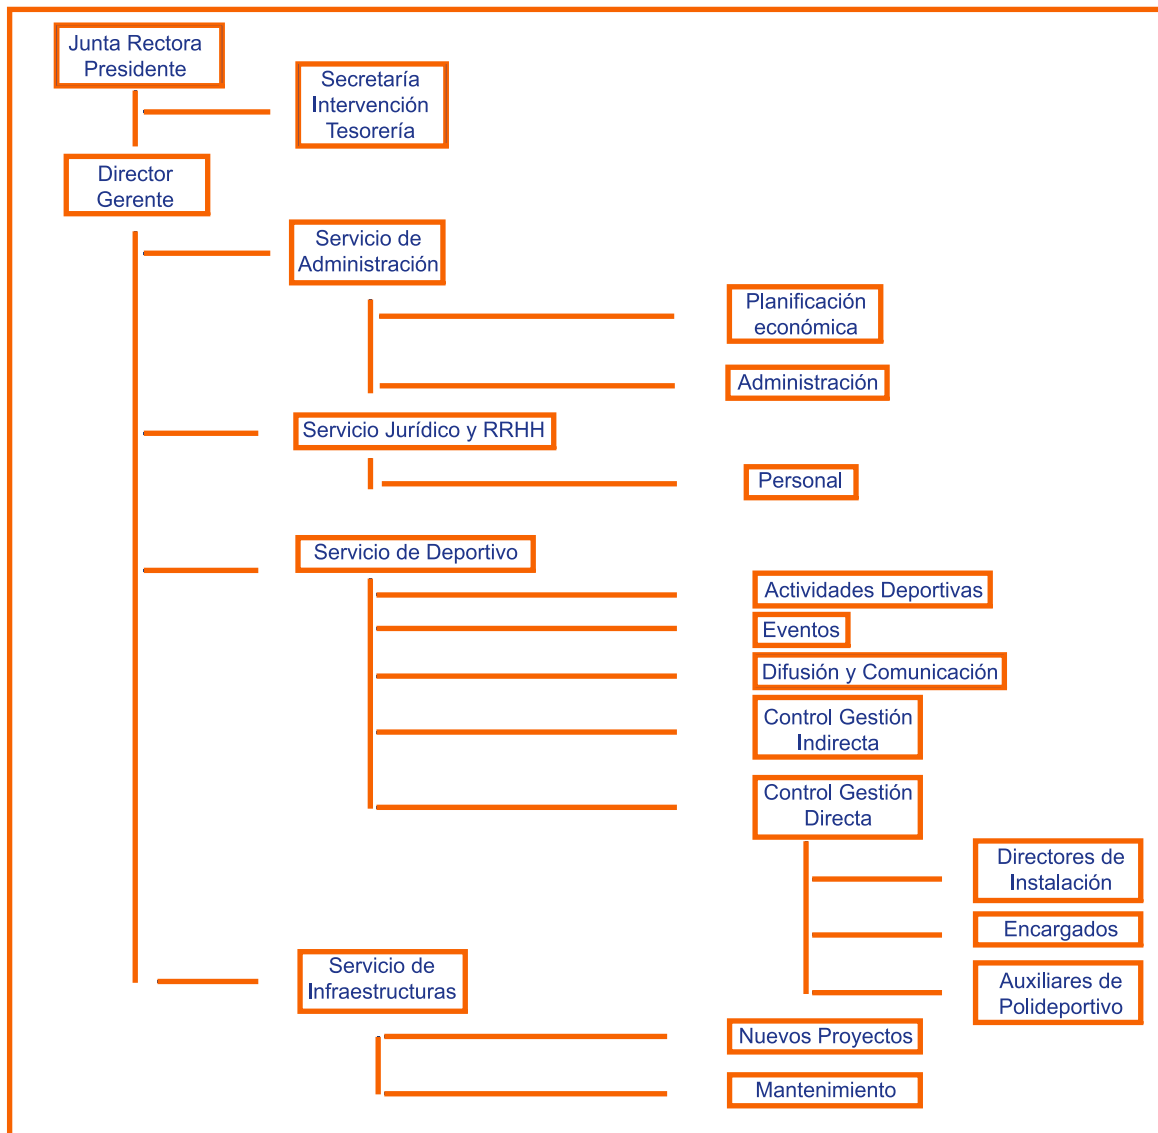 Junta Rectora
Presidente
Secretaría
Intervención
Tesorería
Director
Gerente
Servicio de
Administración
Planificación
económica
Administración
Servicio Jurídico y RRHH
Personal
Servicio de Deportivo
Actividades Deportivas
Eventos
Difusión y Comunicación
Control Gestión
Indirecta
Control Gestión
Directa
Directores de
Instalación
Encargados
Auxiliares de
Polideportivo
Servicio de
Infraestructuras
Nuevos Proyectos
Mantenimiento